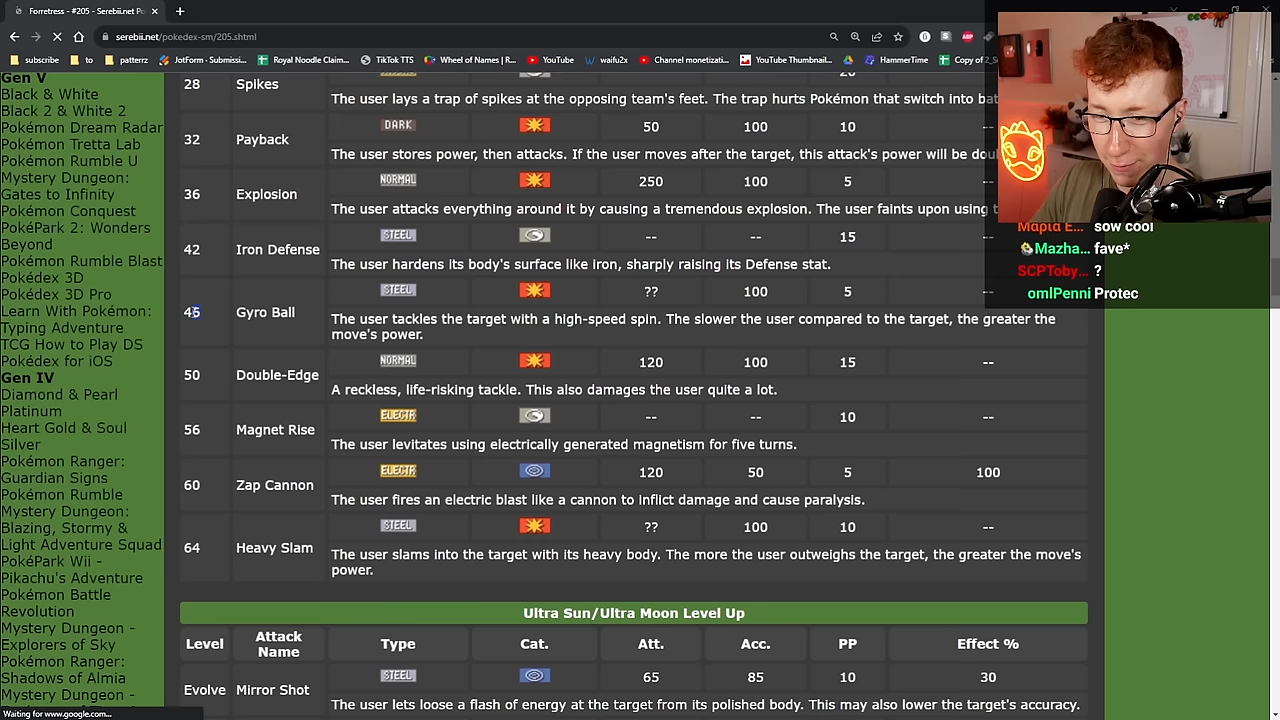 Forretress - #205 - Serebii.net Po
serebii.net/pokedex-sm/205.shtml
subscribe
to
patterz
JotForm - Submissi...
Royal Noodle Claim...
TikTok TTS
Wheel of Names | R...
YouTube
waifu2x
Channel monetizati...
YouTube Thumbnail...
HammerTime
Copy of 2_S
Gen V
Black & White
Black 2 & White 2
Pokémon Dream Radar
Pokémon Tretta Lab
Pokémon Rumble U
Mystery Dungeon:
Gates to Infinity
Pokémon Conquest
PokéPark 2: Wonders
Beyond
Pokémon Rumble Blast
Pokédex 3D
Pokédex 3D Pro
Learn With Pokémon:
Typing Adventure
TCG How to Play DS
Pokédex for iOS
Gen IV
Diamond & Pearl
Platinum
Heart Gold & Soul
Silver
Pokémon Ranger:
Guardian Signs
Pokémon Rumble
Mystery Dungeon:
Blazing, Stormy &
Light Adventure Squad
PokéPark Wii -
Pikachu's Adventure
Pokémon Battle
Revolution
Mystery Dungeon -
Explorers of Sky
Pokémon Ranger:
Shadows of Almia
Mystery Dungeon -
Waiting for www.google.com...
28 Spikes 20
The user lays a trap of spikes at the opposing team's feet. The trap hurts Pokémon that switch into bat
32 Payback DARK 50 100 10 --
The user stores power, then attacks. If the user moves after the target, this attack's power will be dou
36 Explosion NORMAL 250 100 5 --
The user attacks everything around it by causing a tremendous explosion. The user faints upon using t
42 Iron Defense STEEL -- -- 15
The user hardens its body's surface like iron, sharply raising its Defense stat.
45 Gyro Ball STEEL ?? 100 5 --
The user tackles the target with a high-speed spin. The slower the user compared to the target, the greater the
move's power.
50 Double-Edge NORMAL 120 100 15 --
A reckless, life-risking tackle. This also damages the user quite a lot.
56 Magnet Rise ELECTR -- -- 10 --
The user levitates using electrically generated magnetism for five turns.
60 Zap Cannon ELECTR 120 50 5 100
The user fires an electric blast like a cannon to inflict damage and cause paralysis.
64 Heavy Slam STEEL ?? 100 10 --
The user slams into the target with its heavy body. The more the user outweighs the target, the greater the move's
power.
Ultra Sun/Ultra Moon Level Up
Level Attack Name Type Cat. Att. Acc. PP Effect %
Evolve Mirror Shot STEEL 65 85 10 30
The user lets loose a flash of energy at the target from its polished body. This may also lower the target's accuracy.
Μαρία Ε... sow cool
Mazha... fave*
SCPToby... ?
omlPenni Protec